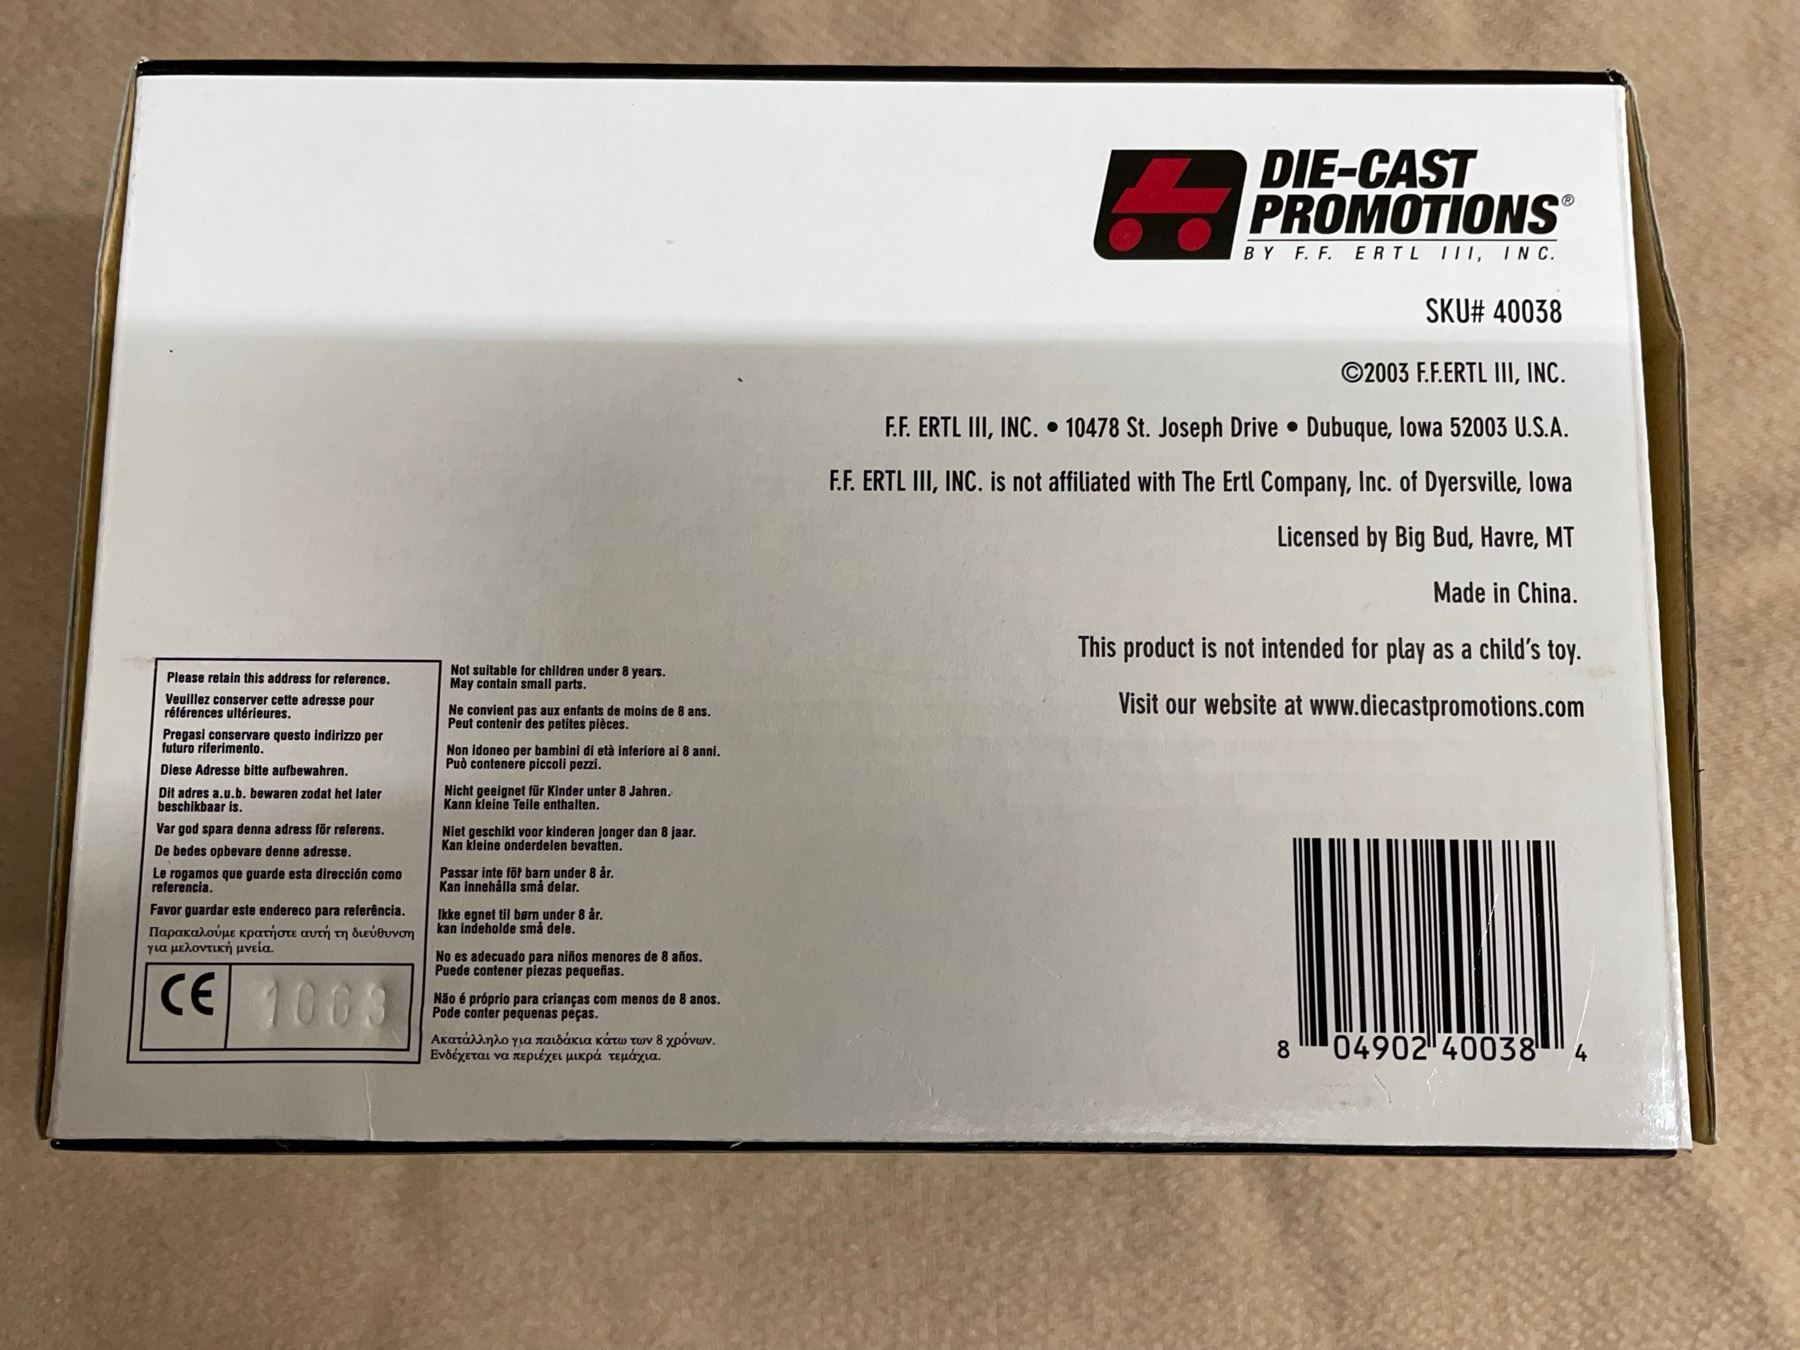 DIE-CAST
PROMOTIONS®
BY F.F. ERTL III, INC.
SKU# 40038
©2003 F.F.ERTL III, INC.
F.F. ERTL III, INC. • 10478 St. Joseph Drive • Dubuque, Iowa 52003 U.S.A.
F.F. ERTL III, INC. is not affiliated with The Ertl Company, Inc. of Dyersville, Iowa
Licensed by Big Bud, Havre, MT
Made in China.
This product is not intended for play as a child's toy.
Visit our website at www.diecastpromotions.com
Please retain this address for reference.
Veuillez conserver cette adresse pour
références ultérieures.
Pregasi conservare questo indirizzo per
futuro riferimento.
Diese Adresse bitte aufbewahren.
Dit adres a.u.b. bewaren zodat het later
beschikbaar is.
Var god spara denna adress för referens.
De bedes opbevare denne adresse.
Le rogamos que guarde esta dirección como
referencia.
Favor guardar este endereco para referência.
Παρακαλούμε κρατήστε αυτή τη διεύθυνση
για μελοντική μνεία.
CE
1063
Not suitable for children under 8 years.
May contain small parts.
Ne convient pas aux enfants de moins de 8 ans.
Peut contenir des petites pièces.
Non idoneo per bambini di età inferiore ai 8 anni.
Può contenere piccoli pezzi.
Nicht geeignet für Kinder unter 8 Jahren.
Kann kleine Teile enthalten.
Niet geschikt voor kinderen jonger dan 8 jaar.
Kan kleine onderdelen bevatten.
Passar inte för barn under 8 år.
Kan innehålla små delar.
Ikke egnet til børn under 8 år.
kan indeholde små dele.
No es adecuado para niños menores de 8 años.
Puede contener piezas pequeñas.
Não é próprio para crianças com menos de 8 anos.
Pode conter pequenas peças.
Ακατάλληλο για παιδάκια κάτω των 8 χρόνων.
Ενδέχεται να περιέχει μικρά τεμάχια.
8 04902 40038 4